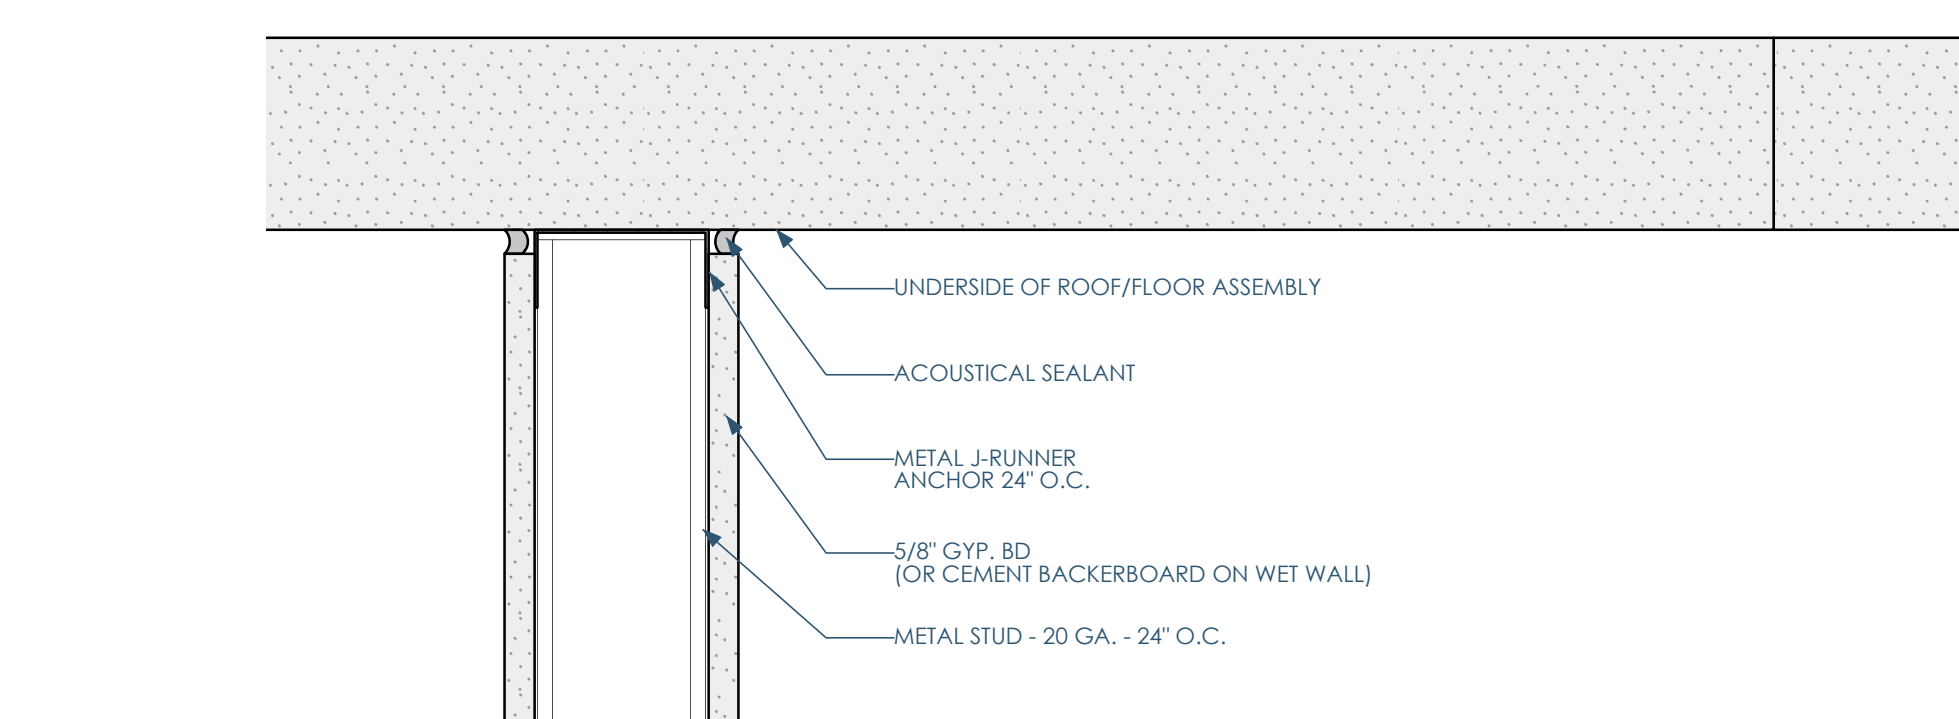 UNDERSIDE OF ROOF/FLOOR ASSEMBLY
ACOUSTICAL SEALANT
METAL J-RUNNER
ANCHOR 24" O.C.
5/8" GYP. BD
(OR CEMENT BACKERBOARD ON WET WALL)
METAL STUD - 20 GA. - 24" O.C.